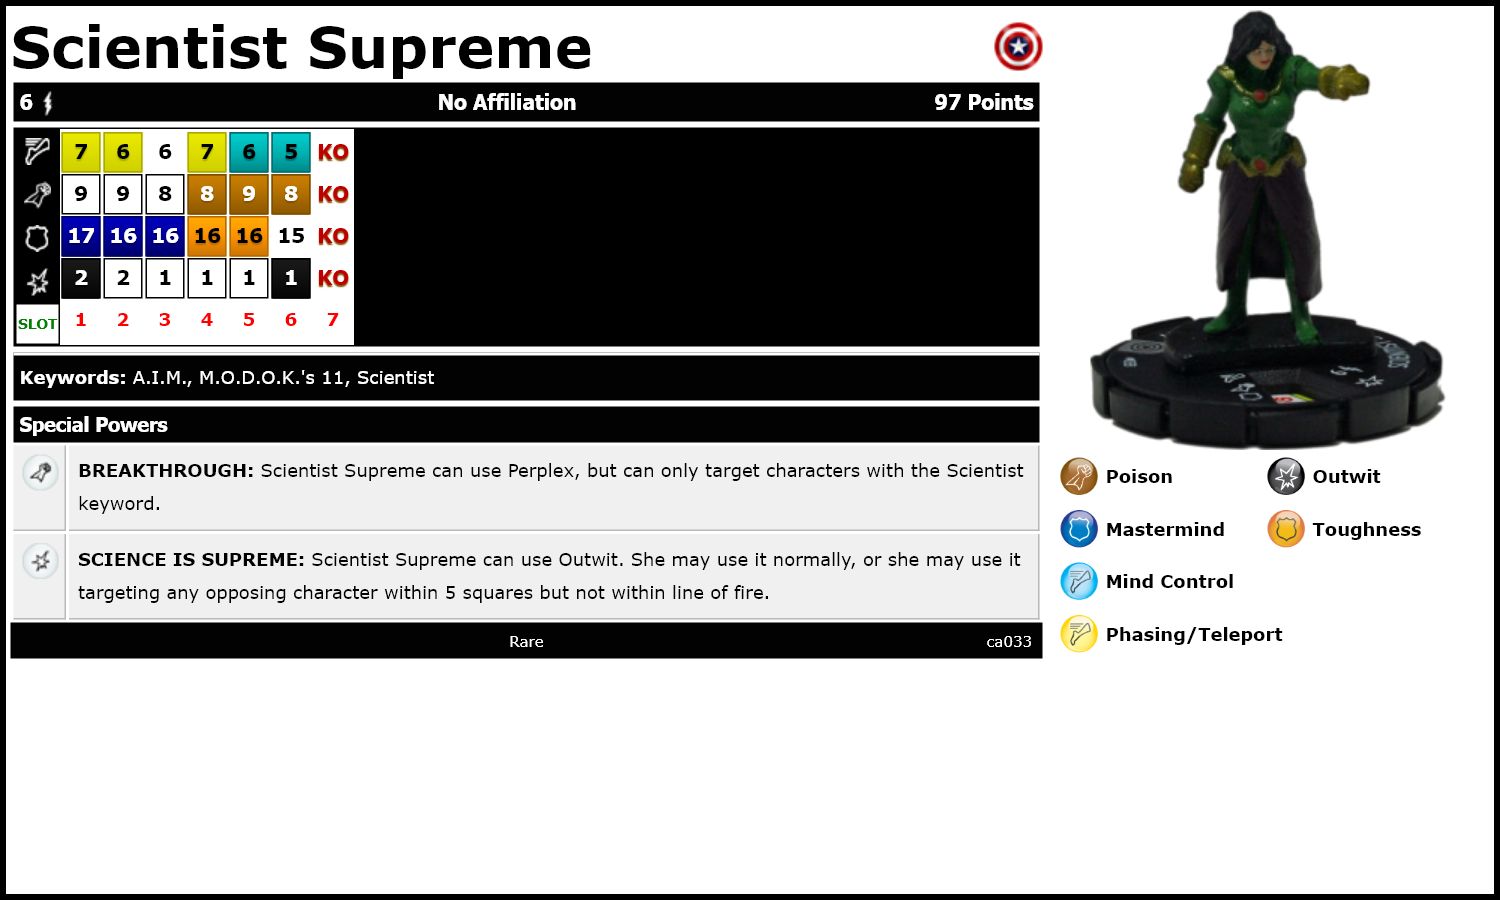 Scientist Supreme
6 No Affiliation 97 Points
7 6 6 7 6 5 KO
9 9 8 8 9 8 KO
17 16 16 16 16 15 KO
2 2 1 1 1 1 KO
SLOT 1 2 3 4 5 6 7
Keywords: A.I.M., M.O.D.O.K.'s 11, Scientist
Special Powers
BREAKTHROUGH: Scientist Supreme can use Perplex, but can only target characters with the Scientist
keyword.
SCIENCE IS SUPREME: Scientist Supreme can use Outwit. She may use it normally, or she may use it
targeting any opposing character within 5 squares but not within line of fire.
Rare ca033
Poison Outwit
Mastermind Toughness
Mind Control
Phasing/Teleport